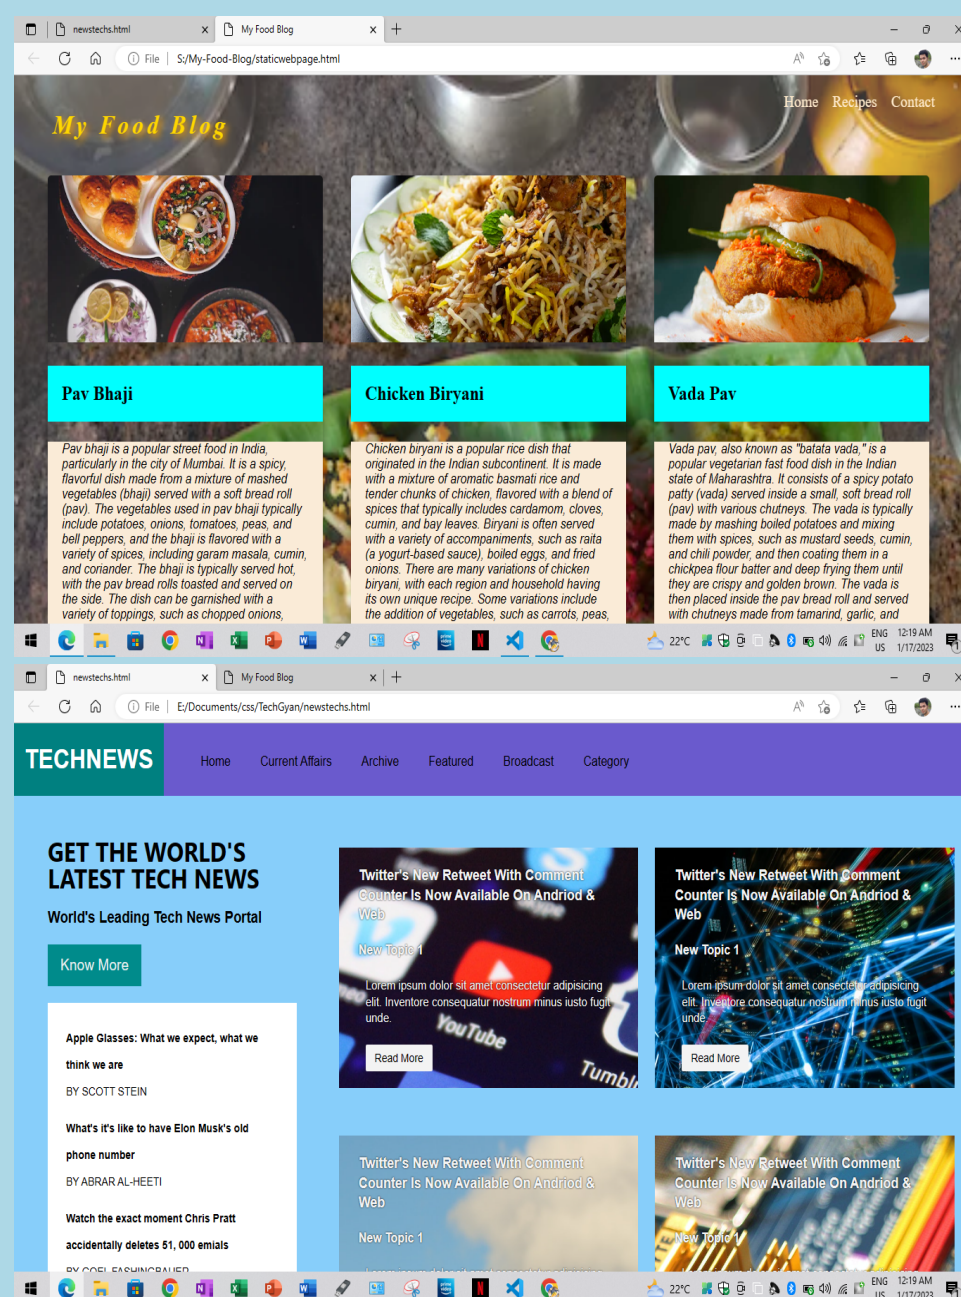 newstechs.html
My Food Blog
File S:/My-Food-Blog/staticwebpage.html
My Food Blog
Home Recipes Contact
Pav Bhaji
Pav bhaji is a popular street food in India,
particularly in the city of Mumbai. It is a spicy,
flavorful dish made from a mixture of mashed
vegetables (bhaji) served with a soft bread roll
(pav). The vegetables used in pav bhaji typically
include potatoes, onions, tomatoes, peas, and
bell peppers, and the bhaji is flavored with a
variety of spices, including garam masala, cumin,
and coriander. The bhaji is typically served hot,
with the pav bread rolls toasted and served on
the side. The dish can be garnished with a
variety of toppings, such as chopped onions,
Chicken Biryani
Chicken biryani is a popular rice dish that
originated in the Indian subcontinent. It is made
with a mixture of aromatic basmati rice and
tender chunks of chicken, flavored with a blend of
spices that typically includes cardamom, cloves,
cumin, and bay leaves. Biryani is often served
with a variety of accompaniments, such as raita
(a yogurt-based sauce), boiled eggs, and fried
onions. There are many variations of chicken
biryani, with each region and household having
its own unique recipe. Some variations include
the addition of vegetables, such as carrots, peas,
Vada Pav
Vada pav, also known as "batata vada," is a
popular vegetarian fast food dish in the Indian
state of Maharashtra. It consists of a spicy potato
patty (vada) served inside a small, soft bread roll
(pav) with various chutneys. The vada is typically
made by mashing boiled potatoes and mixing
them with spices, such as mustard seeds, cumin,
and chili powder, and then coating them in a
chickpea flour batter and deep frying them until
they are crispy and golden brown. The vada is
then placed inside the pav bread roll and served
with chutneys made from tamarind, garlic, and
22°C
ENG 12:19 AM
US 1/17/2023
newstechs.html
My Food Blog
File E:/Documents/css/TechGyan/newstechs.html
TECHNEWS
Home Current Affairs Archive Featured Broadcast Category
GET THE WORLD'S
LATEST TECH NEWS
World's Leading Tech News Portal
Know More
Apple Glasses: What we expect, what we
think we are
BY SCOTT STEIN
What's it's like to have Elon Musk's old
phone number
BY ABRAR AL-HEETI
Watch the exact moment Chris Pratt
accidentally deletes 51, 000 emials
BY GOEL FASHINGBAUER
Twitter's New Retweet With Comment
Counter Is Now Available On Andriod &
Web
New Topic 1
Lorem ipsum dolor sit amet consectetur adipisicing
elit. Inventore consequatur nostrum minus iusto fugit
unde.
Read More
YouTube
Skype
Twitter's New Retweet With Comment
Counter Is Now Available On Andriod &
Web
New Topic 1
Lorem ipsum dolor sit amet consectetur adipisicing
elit. Inventore consequatur nostrum minus iusto fugit
unde.
Read More
Twitter's New Retweet With Comment
Counter Is Now Available On Andriod &
Web
New Topic 1
Twitter's New Retweet With Comment
Counter Is Now Available On Andriod &
Web
New Topic 1
22°C
ENG 12:19 AM
US 1/17/2023